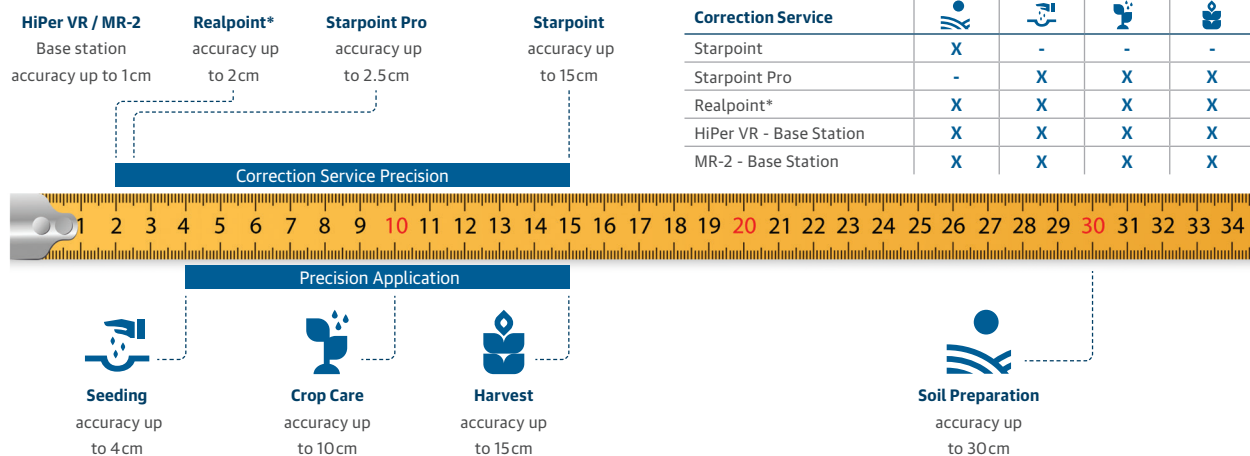 HiPer VR / MR-2
Base station
accuracy up to 1cm
Realpoint*
accuracy up
to 2cm
Starpoint Pro
accuracy up
to 2.5cm
Starpoint
accuracy up
to 15cm
Correction Service
Starpoint X - - -
Starpoint Pro - X X X
Realpoint* X X X X
HiPer VR - Base Station X X X X
MR-2 - Base Station X X X X
Correction Service Precision
1 2 3 4 5 6 7 8 9 10 11 12 13 14 15 16 17 18 19 20 21 22 23 24 25 26 27 28 29 30 31 32 33 34
Precision Application
Seeding
accuracy up
to 4cm
Crop Care
accuracy up
to 10cm
Harvest
accuracy up
to 15cm
Soil Preparation
accuracy up
to 30cm